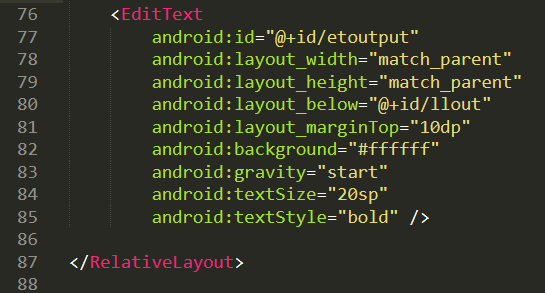 76 <EditText
77 android:id="@+id/etoutput"
78 android:layout_width="match_parent"
79 android:layout_height="match_parent"
80 android:layout_below="@+id/llout"
81 android:layout_marginTop="10dp"
82 android:background="#ffffff"
83 android:gravity="start"
84 android:textSize="20sp"
85 android:textStyle="bold" />
86
87 </RelativeLayout>
88